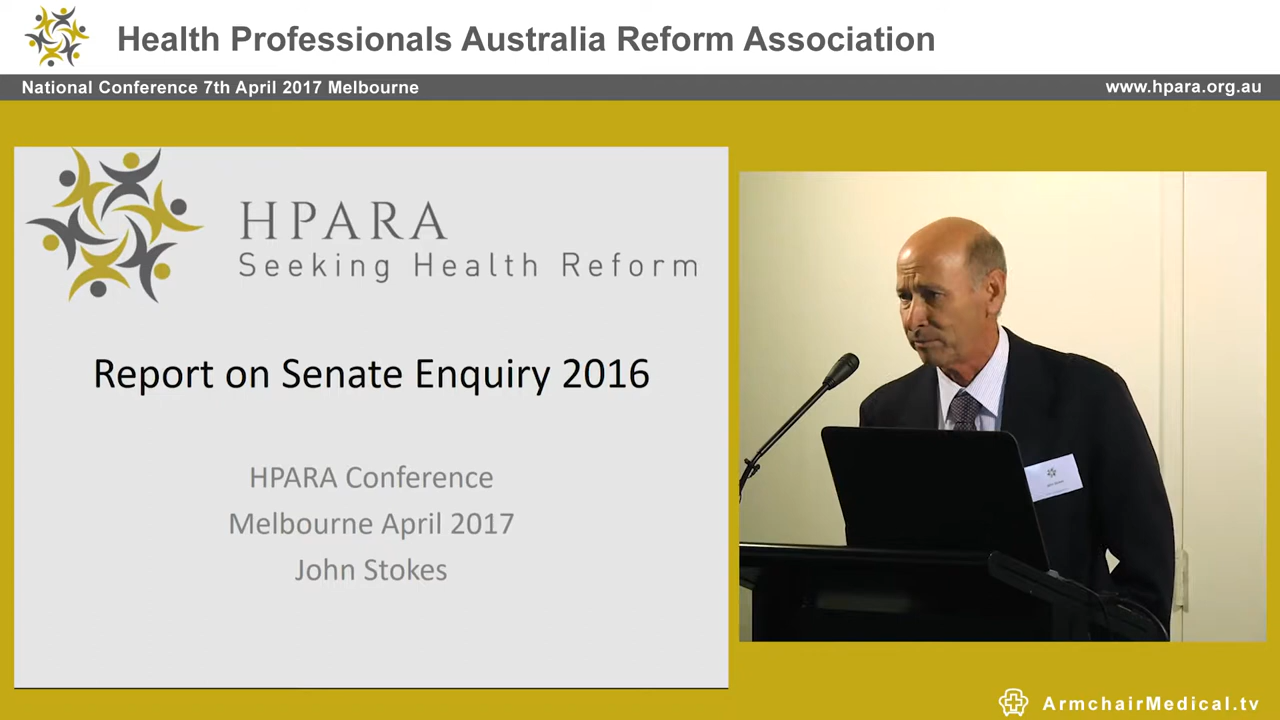 Health Professionals Australia Reform Association
National Conference 7th April 2017 Melbourne
www.hpara.org.au
HPARA
Seeking Health Reform
Report on Senate Enquiry 2016
HPARA Conference
Melbourne April 2017
John Stokes
ArmchairMedical.tv